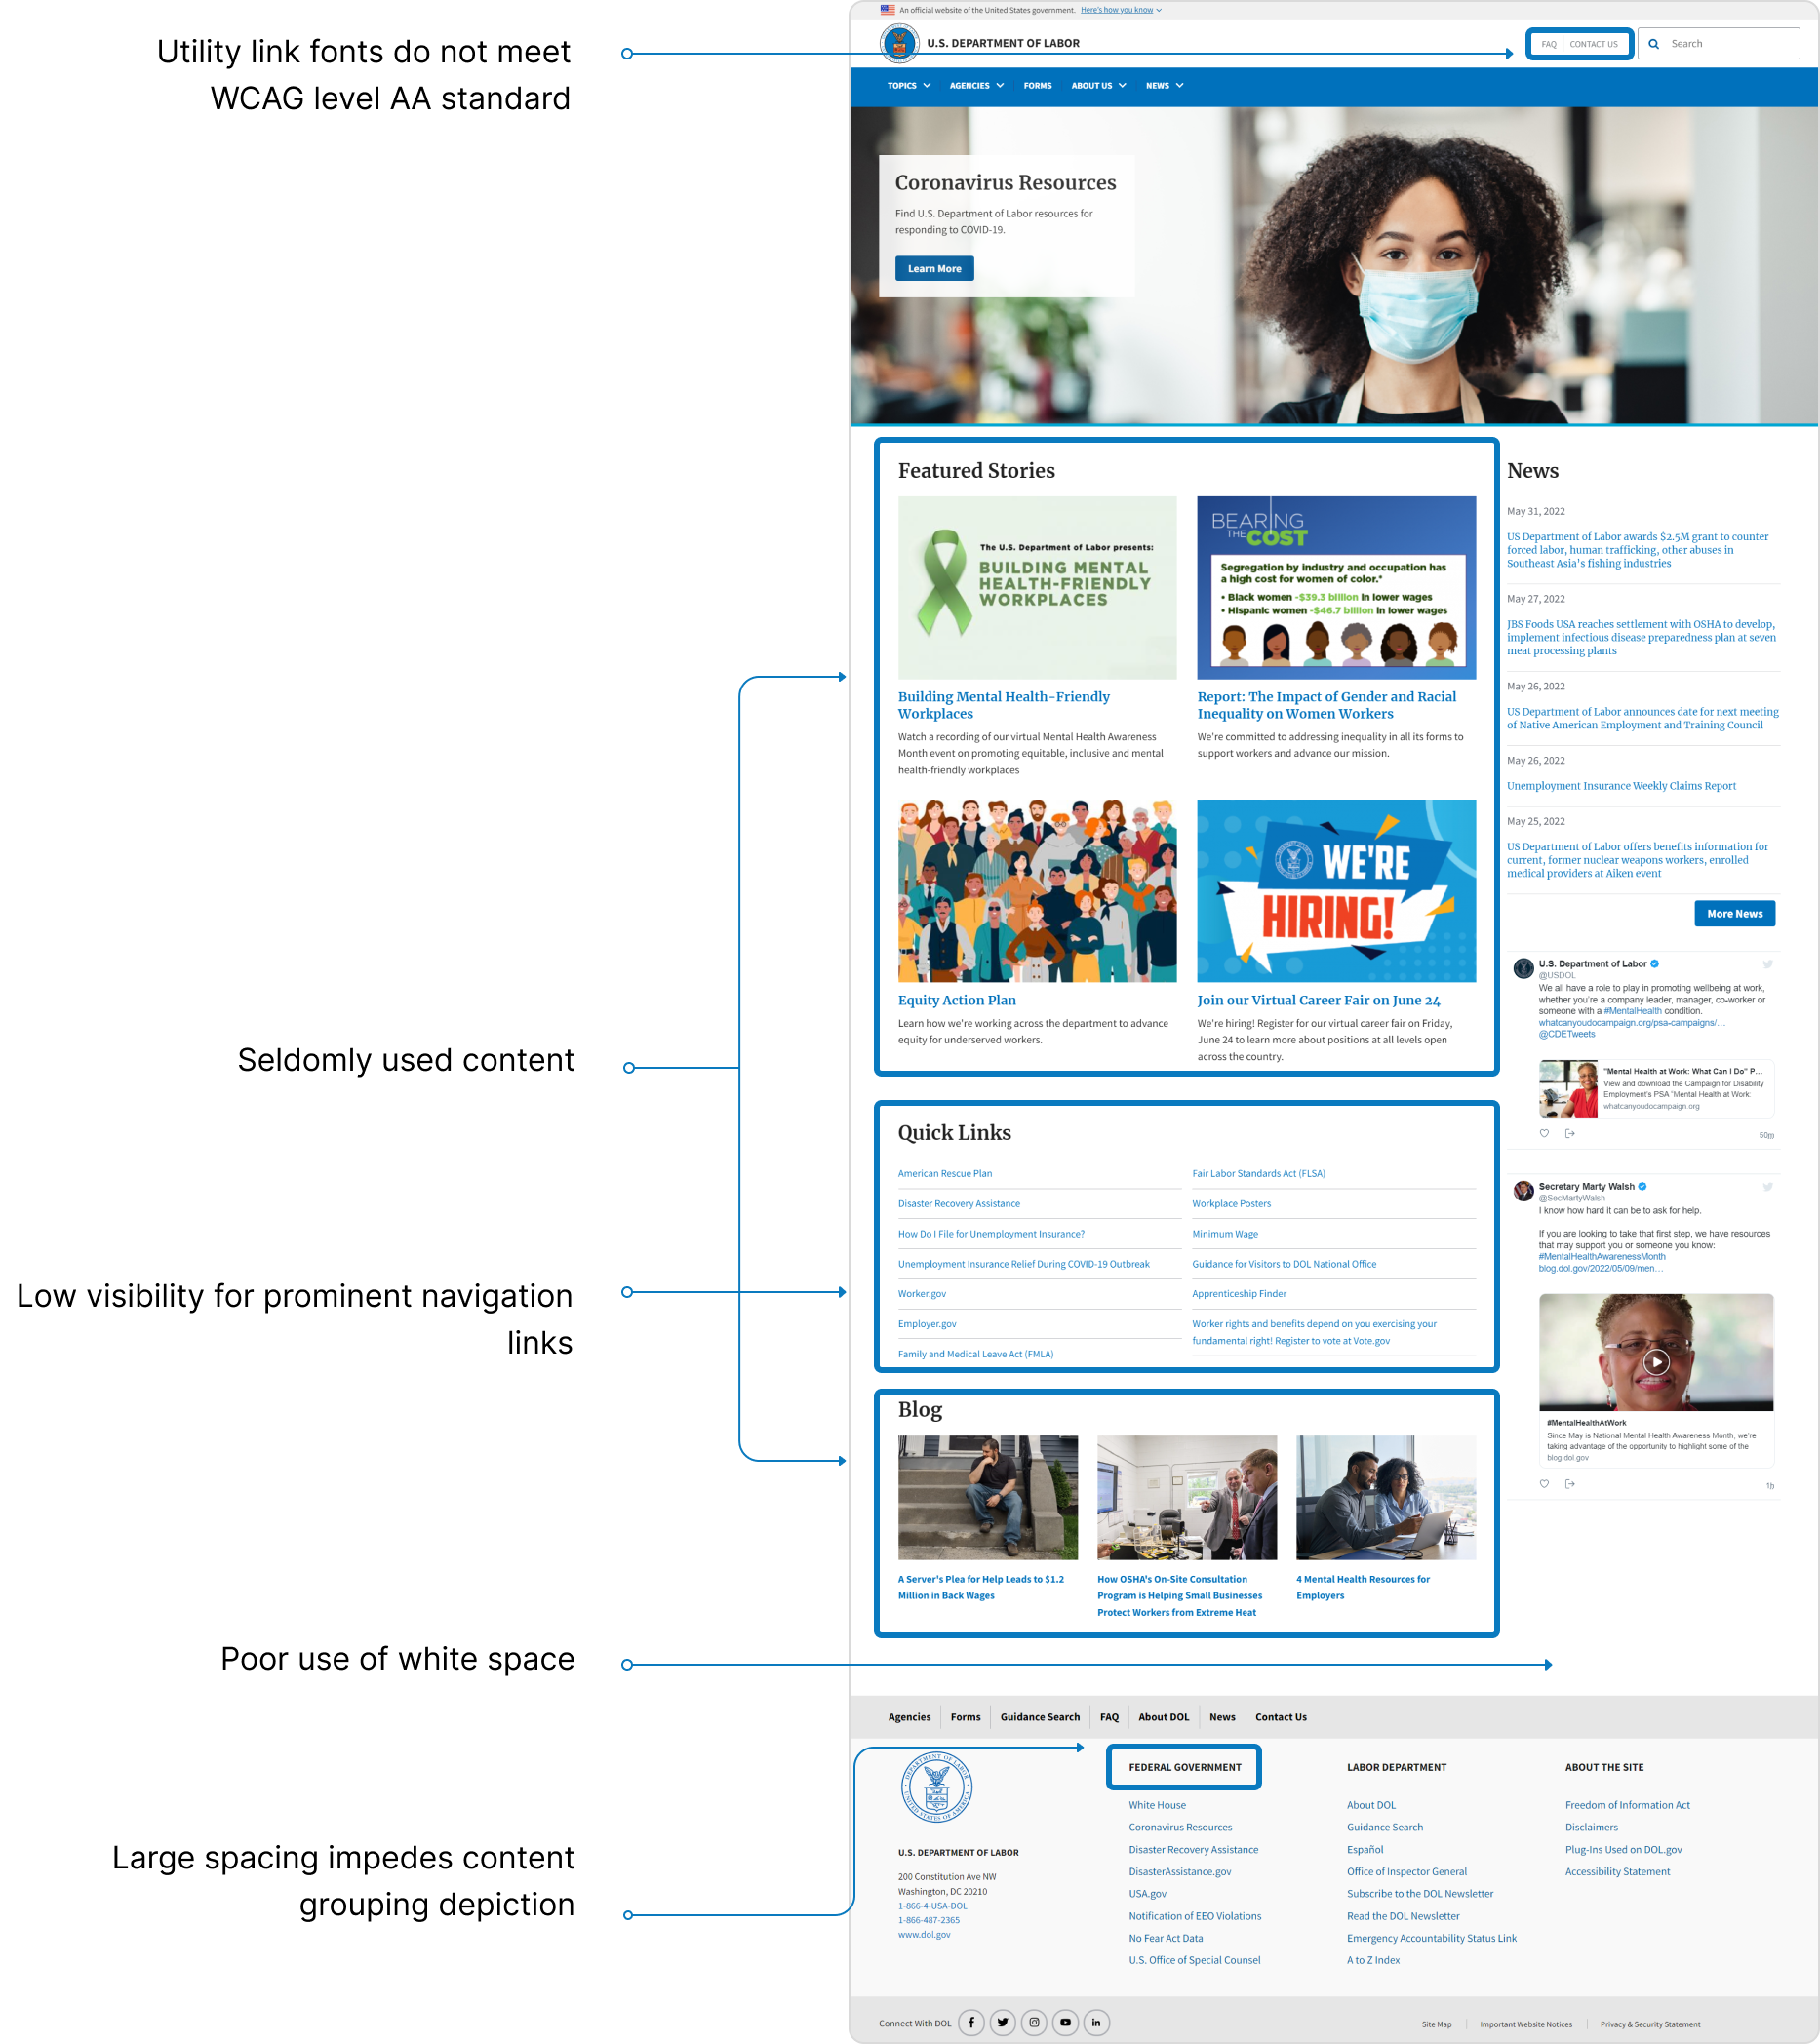 Utility link fonts do not meet
WCAG level AA standard
Seldomly used content
Low visibility for prominent navigation
links
Poor use of white space
Large spacing impedes content
grouping depiction
An official website of the United States government. Here's how you know
U.S. DEPARTMENT OF LABOR
FAQ CONTACT US
Search
TOPICS AGENCIES FORMS ABOUT US NEWS
Coronavirus Resources
Find U.S. Department of Labor resources for
responding to COVID-19.
Learn More
Featured Stories
The U.S. Department of Labor presents:
BUILDING MENTAL
HEALTH-FRIENDLY
WORKPLACES
Building Mental Health-Friendly
Workplaces
Watch a recording of our virtual Mental Health Awareness
Month event on promoting equitable, inclusive and mental
health-friendly workplaces
BEARING
THE COST
Segregation by industry and occupation has
a high cost for women of color.*
• Black women -$39.3 billion in lower wages
• Hispanic women -$46.7 billion in lower wages
Report: The Impact of Gender and Racial
Inequality on Women Workers
We're committed to addressing inequality in all its forms to
support workers and advance our mission.
Equity Action Plan
Learn how we're working across the department to advance
equity for underserved workers.
WE'RE
HIRING!
Join our Virtual Career Fair on June 24
We're hiring! Register for our virtual career fair on Friday,
June 24 to learn more about positions at all levels open
across the country.
News
May 31, 2022
US Department of Labor awards $2.5M grant to counter
forced labor, human trafficking, other abuses in
Southeast Asia's fishing industries
May 27, 2022
JBS Foods USA reaches settlement with OSHA to develop,
implement infectious disease preparedness plan at seven
meat processing plants
May 26, 2022
US Department of Labor announces date for next meeting
of Native American Employment and Training Council
May 26, 2022
Unemployment Insurance Weekly Claims Report
May 25, 2022
US Department of Labor offers benefits information for
current, former nuclear weapons workers, enrolled
medical providers at Aiken event
More News
U.S. Department of Labor
@USDOL
We all have a role to play in promoting wellbeing at work,
whether you're a company leader, manager, co-worker or
someone with a #MentalHealth condition.
whatcanyoudocampaign.org/psa-campaigns/…
@CDETweets
"Mental Health at Work: What Can I Do" P...
View and download the Campaign for Disability
Employment's PSA "Mental Health at Work:
whatcanyoudocampaign.org
50m
Secretary Marty Walsh
@SecMartyWalsh
I know how hard it can be to ask for help.
If you are looking to take that first step, we have resources
that may support you or someone you know:
#MentalHealthAwarenessMonth
blog.dol.gov/2022/05/09/men…
#MentalHealthAtWork
Since May is National Mental Health Awareness Month, we're
taking advantage of the opportunity to highlight some of the
blog.dol.gov
1h
Quick Links
American Rescue Plan
Disaster Recovery Assistance
How Do I File for Unemployment Insurance?
Unemployment Insurance Relief During COVID-19 Outbreak
Worker.gov
Employer.gov
Family and Medical Leave Act (FMLA)
Fair Labor Standards Act (FLSA)
Workplace Posters
Minimum Wage
Guidance for Visitors to DOL National Office
Apprenticeship Finder
Worker rights and benefits depend on you exercising your
fundamental right! Register to vote at Vote.gov
Blog
A Server's Plea for Help Leads to $1.2
Million in Back Wages
How OSHA's On-Site Consultation
Program is Helping Small Businesses
Protect Workers from Extreme Heat
4 Mental Health Resources for
Employers
Agencies Forms Guidance Search FAQ About DOL News Contact Us
DEPARTMENT OF LABOR
UNITED STATES OF AMERICA
U.S. DEPARTMENT OF LABOR
200 Constitution Ave NW
Washington, DC 20210
1-866-4-USA-DOL
1-866-487-2365
www.dol.gov
FEDERAL GOVERNMENT
White House
Coronavirus Resources
Disaster Recovery Assistance
DisasterAssistance.gov
USA.gov
Notification of EEO Violations
No Fear Act Data
U.S. Office of Special Counsel
LABOR DEPARTMENT
About DOL
Guidance Search
Español
Office of Inspector General
Subscribe to the DOL Newsletter
Read the DOL Newsletter
Emergency Accountability Status Link
A to Z Index
ABOUT THE SITE
Freedom of Information Act
Disclaimers
Plug-Ins Used on DOL.gov
Accessibility Statement
Connect With DOL
Site Map Important Website Notices Privacy & Security Statement